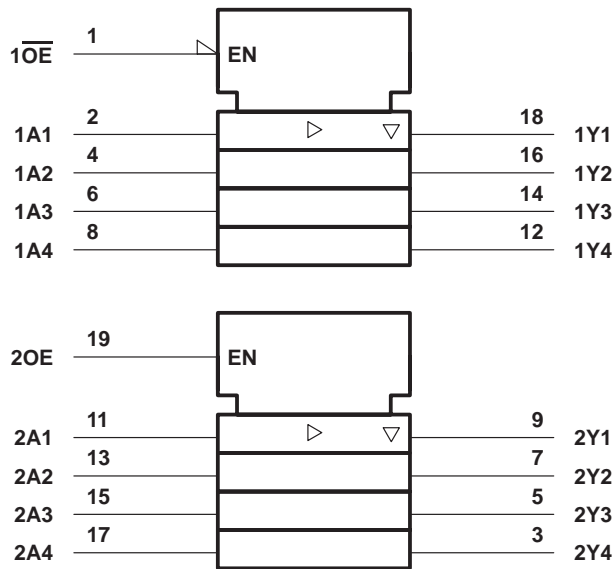 1O̅E̅ 1 EN
1A1 2 18 1Y1
1A2 4 16 1Y2
1A3 6 14 1Y3
1A4 8 12 1Y4
2OE 19 EN
2A1 11 9 2Y1
2A2 13 7 2Y2
2A3 15 5 2Y3
2A4 17 3 2Y4